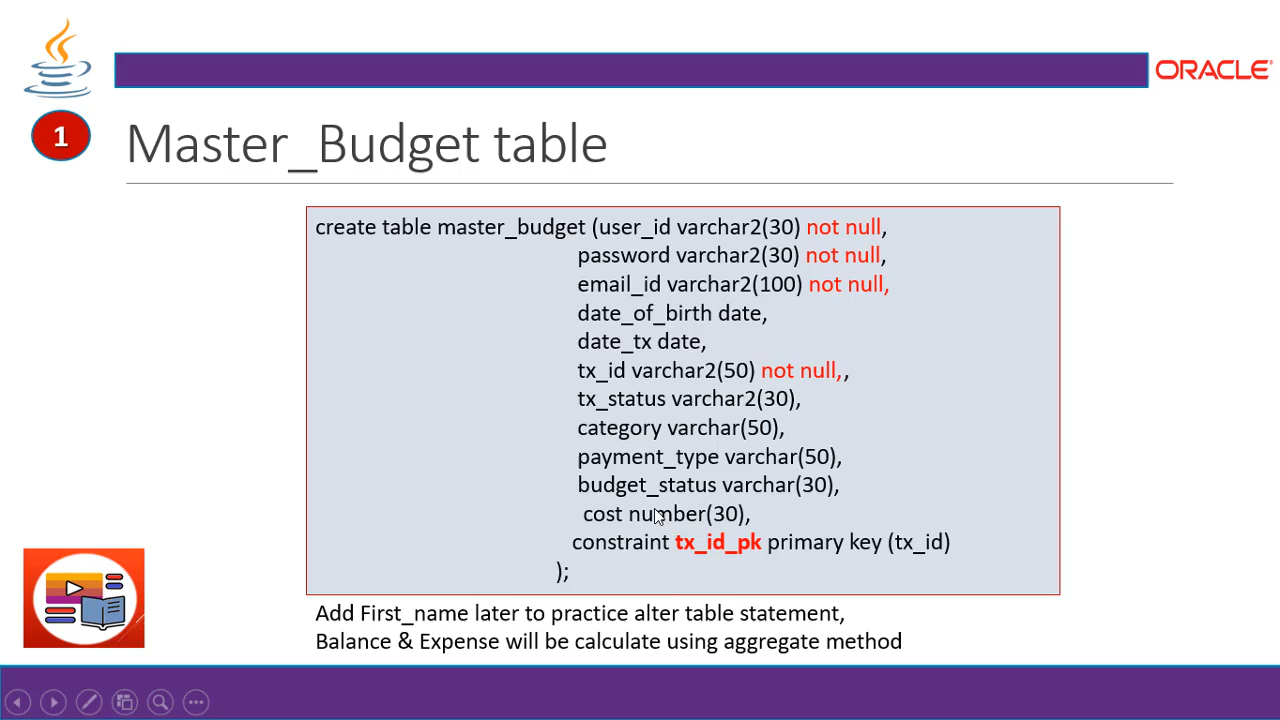 ORACLE
1
Master_Budget table
create table master_budget (user_id varchar2(30) not null,
password varchar2(30) not null,
email_id varchar2(100) not null,
date_of_birth date,
date_tx date,
tx_id varchar2(50) not null,,
tx_status varchar2(30),
category varchar(50),
payment_type varchar(50),
budget_status varchar(30),
cost number(30),
constraint tx_id_pk primary key (tx_id)
);
Add First_name later to practice alter table statement,
Balance & Expense will be calculate using aggregate method